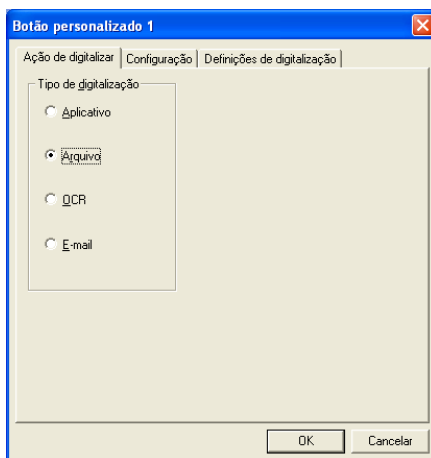 Botão personalizado 1
Ação de digitalizar Configuração Definições de digitalização
Tipo de digitalização
Aplicativo
Arquivo
OCR
E-mail
OK Cancelar